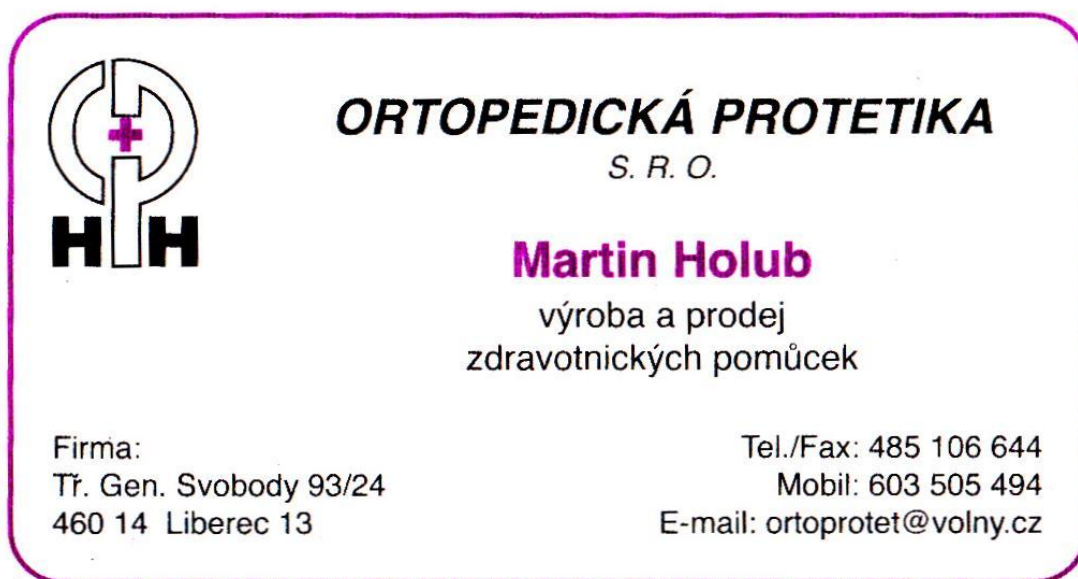 ORTOPEDICKÁ PROTETIKA
S. R. O.
H H
Martin Holub
výroba a prodej
zdravotnických pomůcek
Firma:
Tř. Gen. Svobody 93/24
460 14 Liberec 13
Tel./Fax: 485 106 644
Mobil: 603 505 494
E-mail: ortoprotet@volny.cz